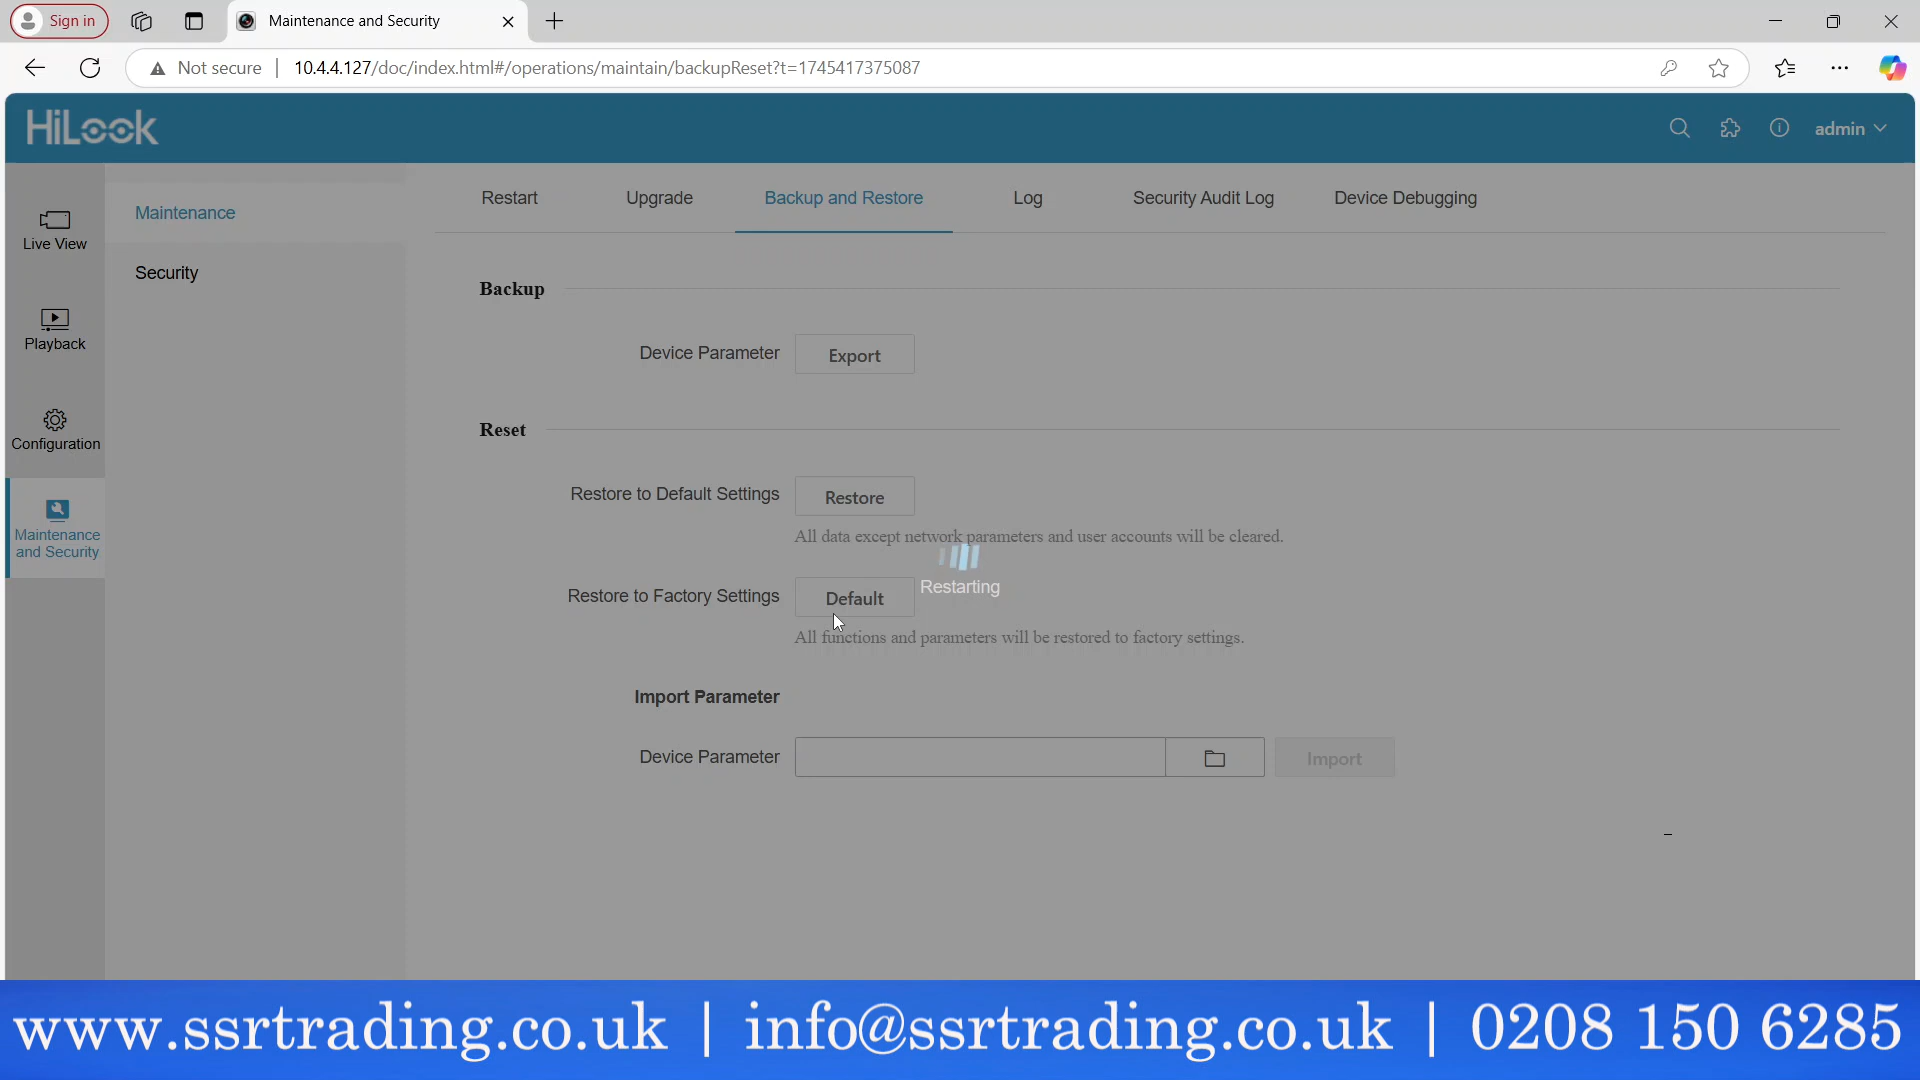 Sign in
Maintenance and Security
Not secure 10.4.4.127/doc/index.html#/operations/maintain/backupReset?t=1745417375087
HiLook
admin
Live View
Playback
Configuration
Maintenance
and Security
Maintenance
Security
Restart Upgrade Backup and Restore Log Security Audit Log Device Debugging
Backup
Device Parameter Export
Reset
Restore to Default Settings Restore
All data except network parameters and user accounts will be cleared.
Restarting
Restore to Factory Settings Default
All functions and parameters will be restored to factory settings.
Import Parameter
Device Parameter Import
www.ssrtrading.co.uk | info@ssrtrading.co.uk | 0208 150 6285